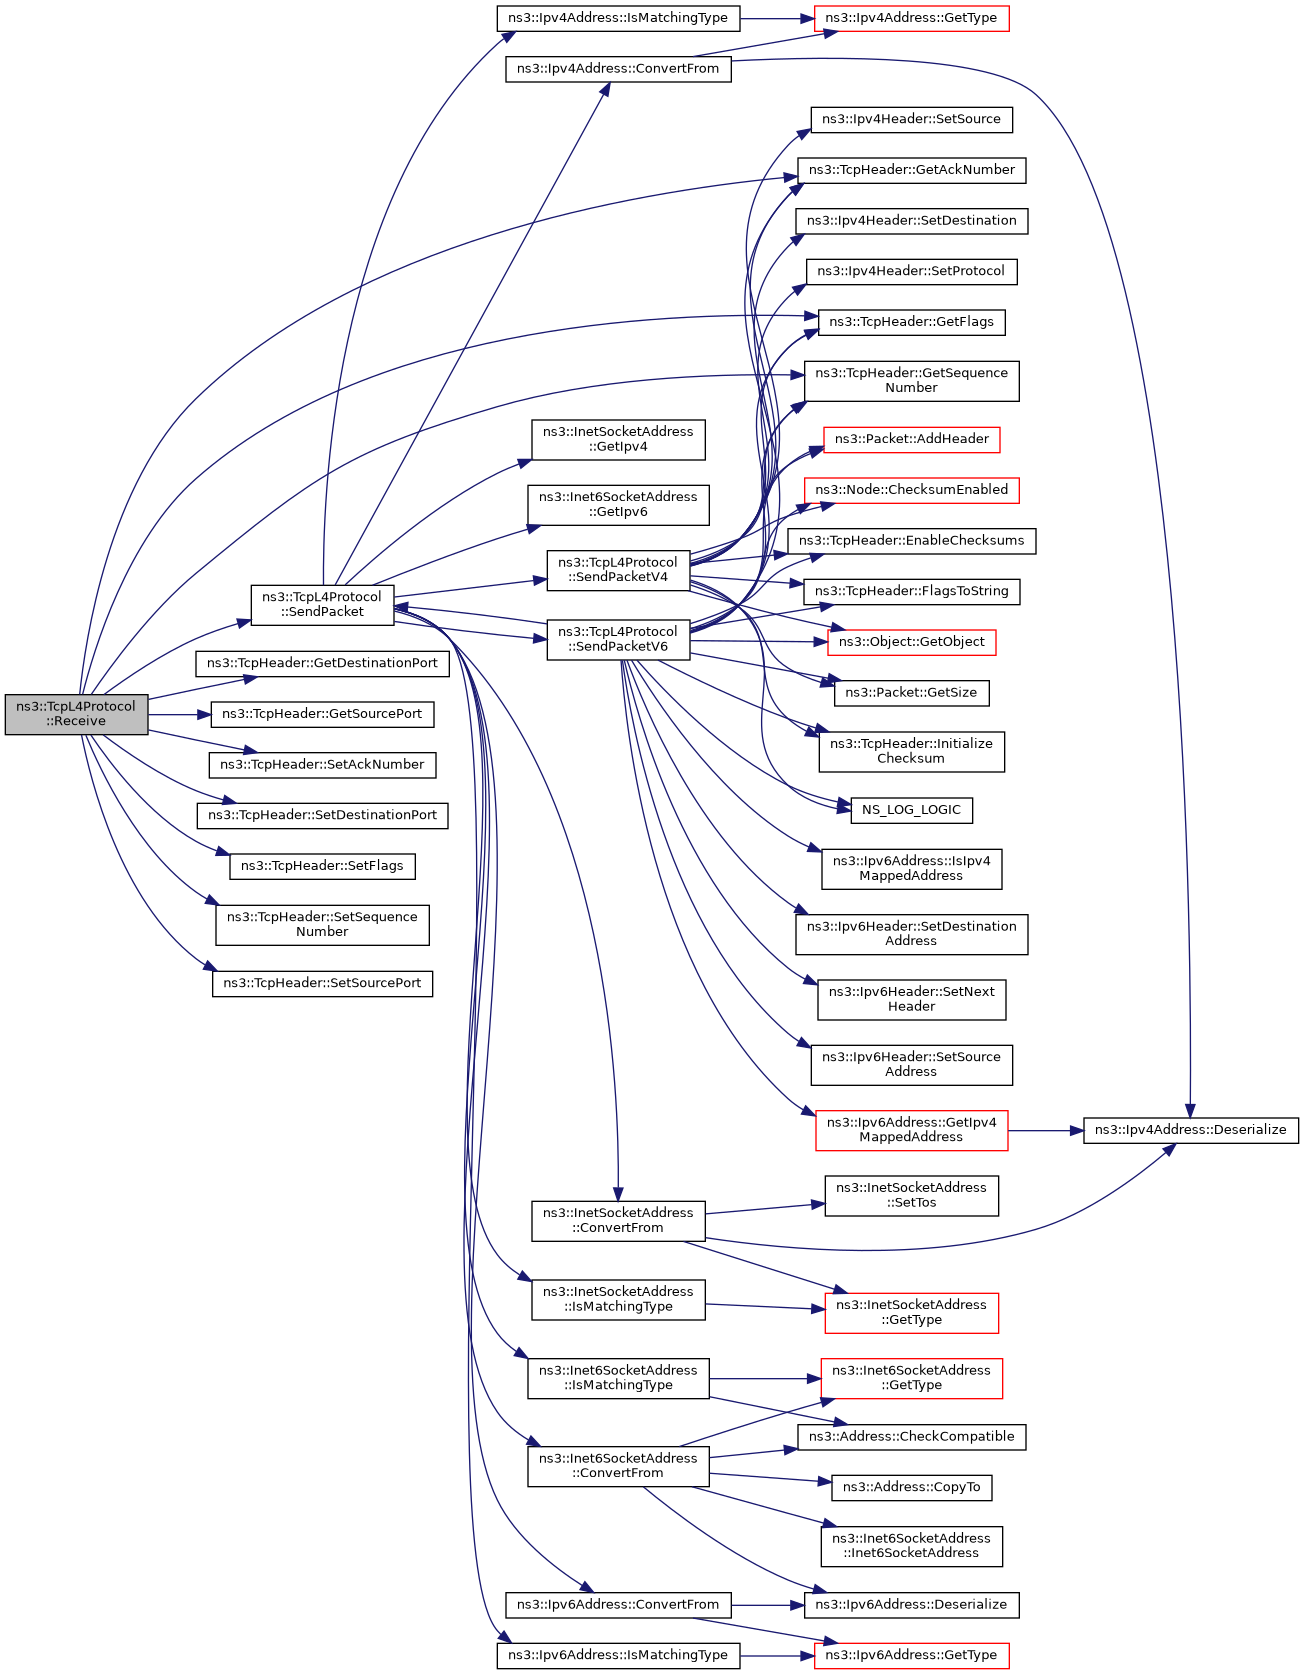 ns3::Ipv4Address::IsMatchingType
ns3::Ipv4Address::GetType
ns3::Ipv4Address::ConvertFrom
ns3::Ipv4Header::SetSource
ns3::TcpHeader::GetAckNumber
ns3::Ipv4Header::SetDestination
ns3::Ipv4Header::SetProtocol
ns3::TcpHeader::GetFlags
ns3::TcpHeader::GetSequence
Number
ns3::InetSocketAddress
::GetIpv4
ns3::Packet::AddHeader
ns3::Inet6SocketAddress
::GetIpv6
ns3::Node::ChecksumEnabled
ns3::TcpHeader::EnableChecksums
ns3::TcpL4Protocol
::SendPacketV4
ns3::TcpL4Protocol
::SendPacket
ns3::TcpHeader::FlagsToString
ns3::TcpL4Protocol
::SendPacketV6
ns3::Object::GetObject
ns3::TcpHeader::GetDestinationPort
ns3::Packet::GetSize
ns3::TcpL4Protocol
::Receive
ns3::TcpHeader::GetSourcePort
ns3::TcpHeader::Initialize
Checksum
ns3::TcpHeader::SetAckNumber
ns3::TcpHeader::SetDestinationPort
NS_LOG_LOGIC
ns3::TcpHeader::SetFlags
ns3::Ipv6Address::IsIpv4
MappedAddress
ns3::TcpHeader::SetSequence
Number
ns3::Ipv6Header::SetDestination
Address
ns3::TcpHeader::SetSourcePort
ns3::Ipv6Header::SetNext
Header
ns3::Ipv6Header::SetSource
Address
ns3::Ipv6Address::GetIpv4
MappedAddress
ns3::Ipv4Address::Deserialize
ns3::InetSocketAddress
::SetTos
ns3::InetSocketAddress
::ConvertFrom
ns3::InetSocketAddress
::IsMatchingType
ns3::InetSocketAddress
::GetType
ns3::Inet6SocketAddress
::IsMatchingType
ns3::Inet6SocketAddress
::GetType
ns3::Address::CheckCompatible
ns3::Inet6SocketAddress
::ConvertFrom
ns3::Address::CopyTo
ns3::Inet6SocketAddress
::Inet6SocketAddress
ns3::Ipv6Address::ConvertFrom
ns3::Ipv6Address::Deserialize
ns3::Ipv6Address::IsMatchingType
ns3::Ipv6Address::GetType